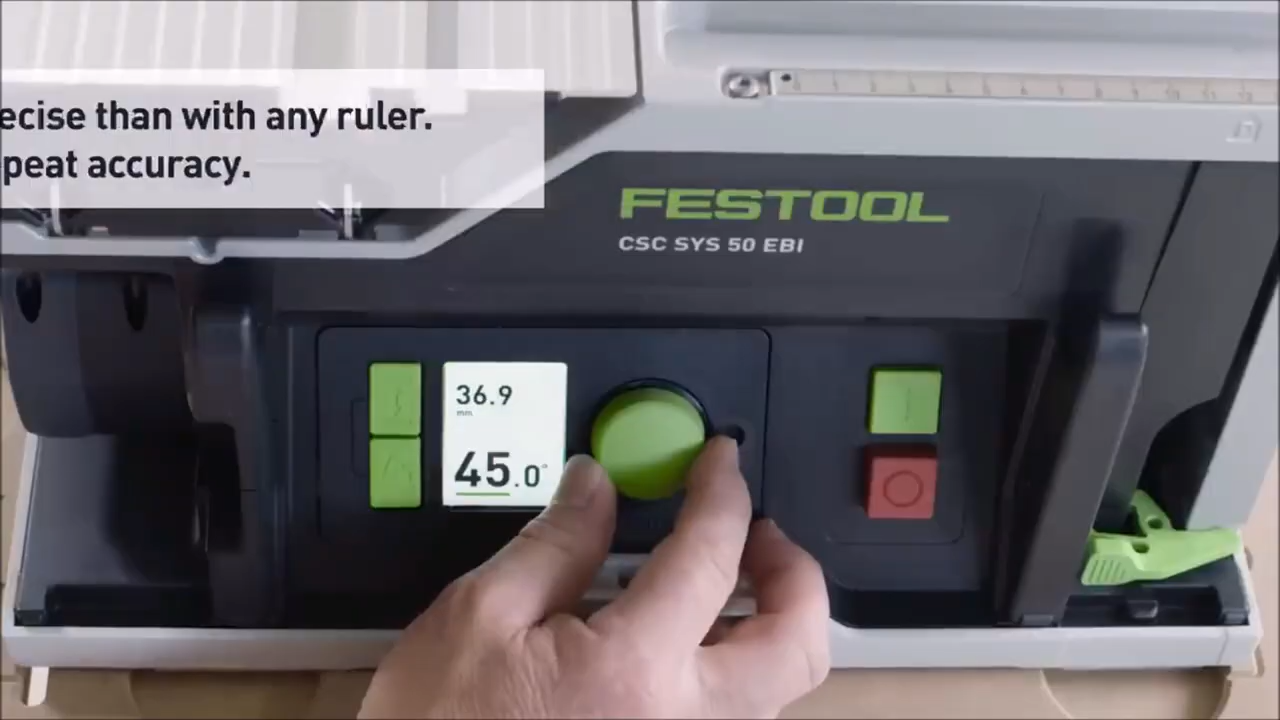 ecise than with any ruler.
peat accuracy.
FESTOOL
CSC SYS 50 EBI
36.9
mm
45.0°